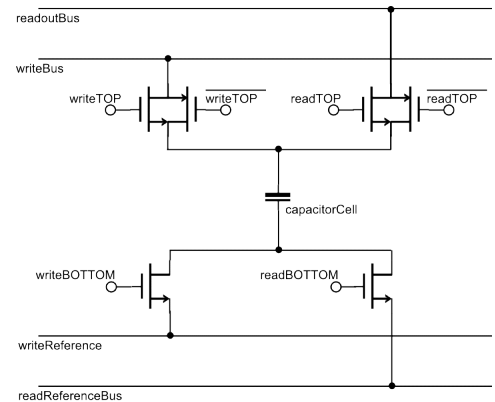 readoutBus
writeBus
writeTOP
writeTOP
readTOP
readTOP
capacitorCell
writeBOTTOM
readBOTTOM
writeReference
readReferenceBus